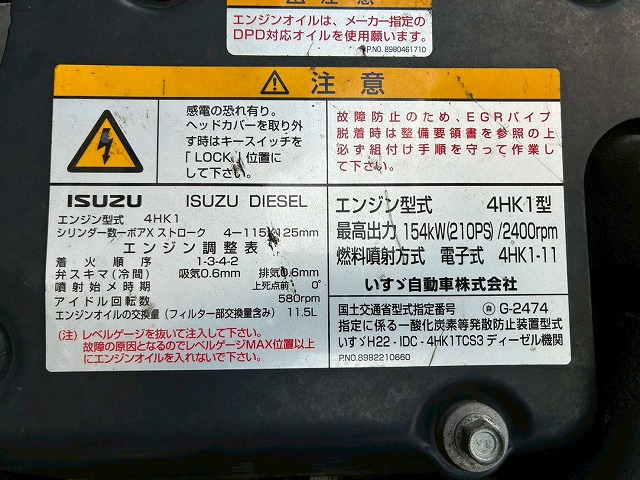 注意
エンジンオイルは、メーカー指定の
DPD対応オイルを使用願います。
P.NO. 8980461710
注 意
感電の恐れ有り。
ヘッドカバーを取り外
す時はキースイッチを
「LOCK」位置に
して下さい。
故障防止のため、EGRパイプ
脱着時は整備要領書を参照の上
必ず組付け手順を守って作業し
て下さい。
ISUZU ISUZU DIESEL
エンジン型式 4HK1
シリンダー数ーボアXストローク 4ー115X125mm
エンジン調整表
着火順序 1-3-4-2
弁スキマ(冷間) 吸気0.6mm 排気0.6mm
噴射始メ時期 上死点前 0°
アイドル回転数 580rpm
エンジンオイルの交換量(フィルター部交換量含み) 11.5L
(注)レベルゲージを抜いて注入して下さい。
故障の原因となるのでレベルゲージMAX位置以上
にエンジンオイルを入れないで下さい。
エンジン型式 4HK1型
最高出力 154kW(210PS)/2400rpm
燃料噴射方式 電子式 4HK1-11
いすゞ自動車株式会社
国土交通省型式指定番号 自 G-2474
指定に係る一酸化炭素等発散防止装置型式
いすゞH22-IDC-4HK1TCS3 ディーゼル機関
P.NO.8982210660